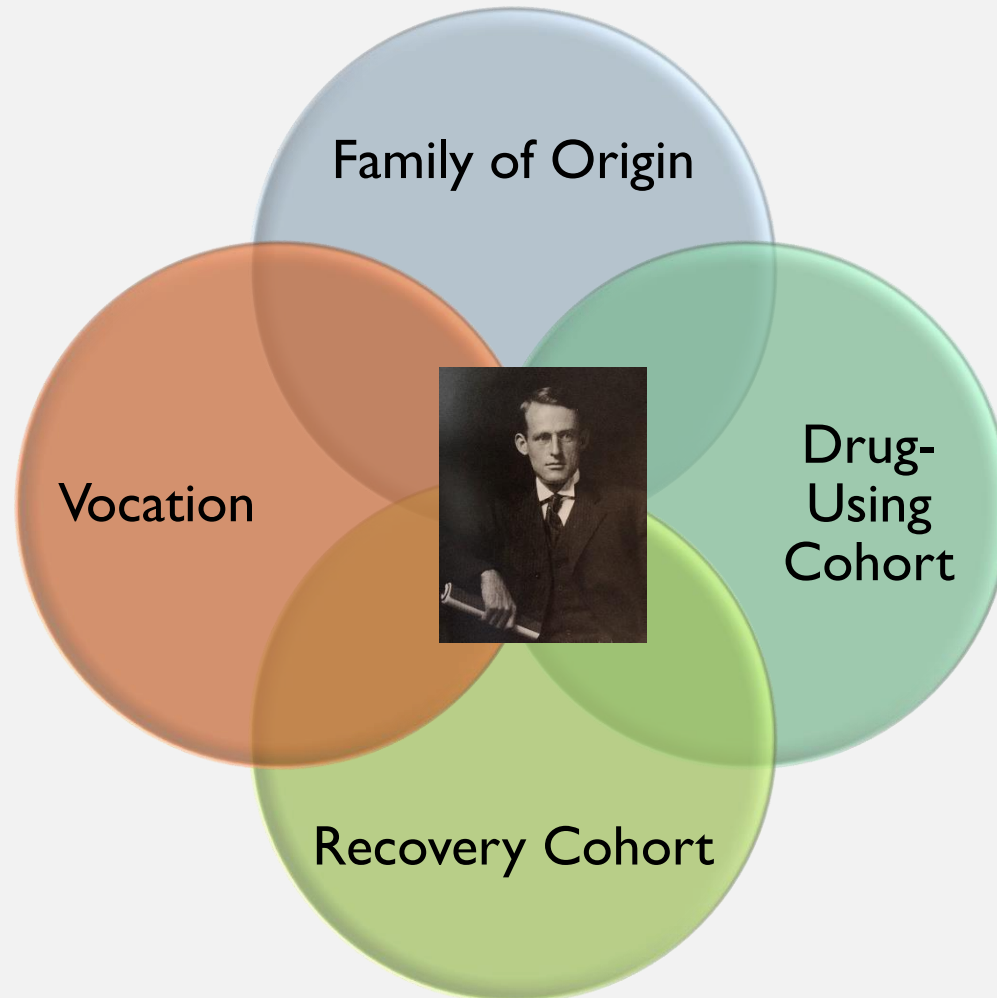 Family of Origin
Vocation
Drug-
Using
Cohort
Recovery Cohort